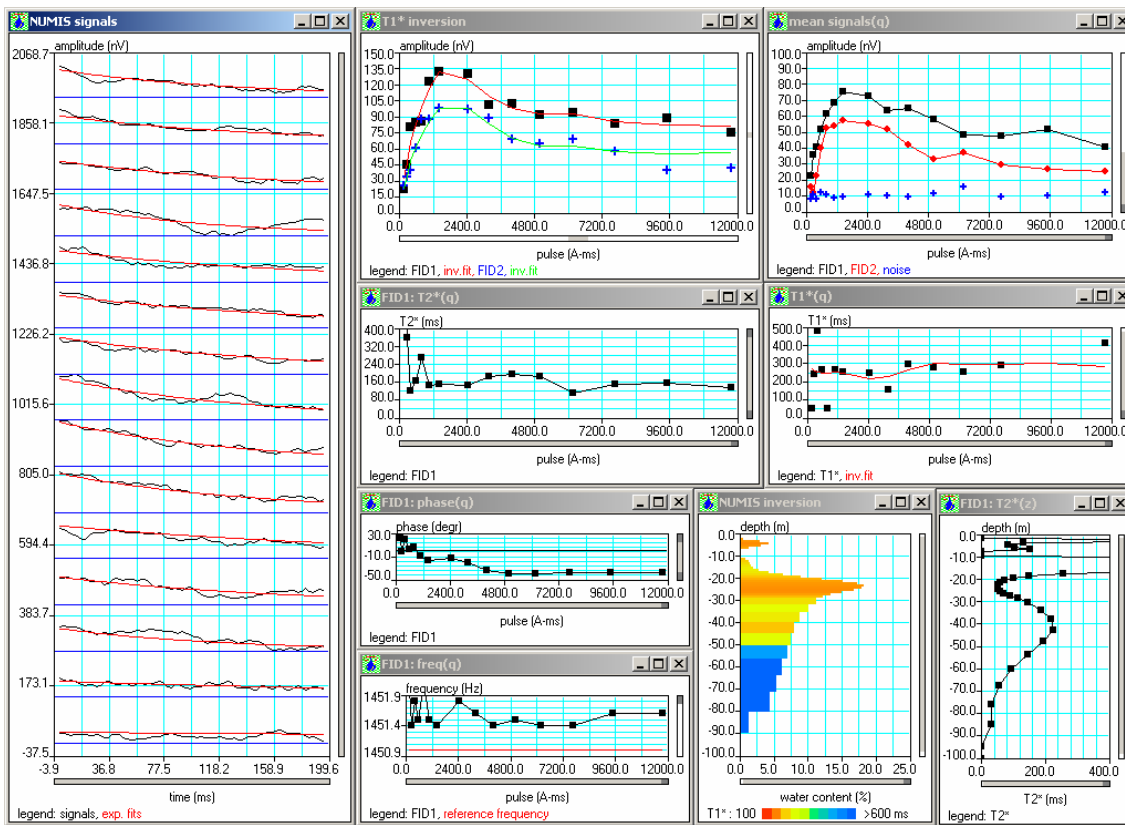 NUMIS signals
amplitude (nV)
2068.7
1858.1
1647.5
1436.8
1226.2
1015.6
805.0
594.4
383.7
173.1
-37.5
-3.9 36.8 77.5 118.2 158.9 199.6
time (ms)
legend: signals, exp. fits
T1* inversion
amplitude (nV)
150.0
135.0
120.0
105.0
90.0
75.0
60.0
45.0
30.0
15.0
0.0
0.0 2400.0 4800.0 7200.0 9600.0 12000.0
pulse (A-ms)
legend: FID1, inv.fit, FID2, inv.fit
mean signals(q)
amplitude (nV)
100.0
90.0
80.0
70.0
60.0
50.0
40.0
30.0
20.0
10.0
0.0
0.0 2400.0 4800.0 7200.0 9600.0 12000.0
pulse (A-ms)
legend: FID1, FID2, noise
FID1: T2*(q)
T2* (ms)
400.0
320.0
240.0
160.0
80.0
0.0
0.0 2400.0 4800.0 7200.0 9600.0 12000.0
pulse (A-ms)
legend: FID1
T1*(q)
T1* (ms)
500.0
400.0
300.0
200.0
100.0
0.0
0.0 2400.0 4800.0 7200.0 9600.0 12000.0
pulse (A-ms)
legend: T1*, inv.fit
FID1: phase(q)
phase (degr)
30.0
-10.0
-50.0
0.0 2400.0 4800.0 7200.0 9600.0 12000.0
pulse (A-ms)
legend: FID1
FID1: freq(q)
frequency (Hz)
1451.9
1451.4
1450.9
0.0 2400.0 4800.0 7200.0 9600.0 12000.0
pulse (A-ms)
legend: FID1, reference frequency
NUMIS inversion
depth (m)
0.0
-10.0
-20.0
-30.0
-40.0
-50.0
-60.0
-70.0
-80.0
-90.0
-100.0
0.0 5.0 10.0 15.0 20.0 25.0
water content (%)
T1* : 100 >600 ms
FID1: T2*(z)
depth (m)
0.0
-10.0
-20.0
-30.0
-40.0
-50.0
-60.0
-70.0
-80.0
-90.0
-100.0
0.0 200.0 400.0
T2* (ms)
legend: T2*